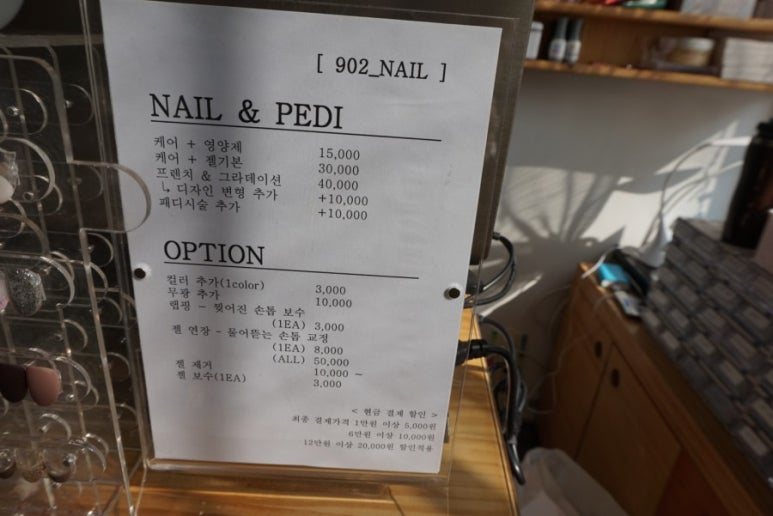 [ 902_NAIL ]
NAIL & PEDI
케어 + 영양제 15,000
케어 + 젤기본 30,000
프렌치 & 그라데이션 40,000
↳ 디자인 변형 추가 +10,000
패디시술 추가 +10,000
OPTION
컬러 추가(1color) 3,000
무광 추가 10,000
랩핑 - 찢어진 손톱 보수
(1EA) 3,000
젤 연장 - 물어뜯는 손톱 교정
(1EA) 8,000
(ALL) 50,000
젤 제거 10,000 ~
젤 보수(1EA) 3,000
< 현금 결제 할인 >
최종 결제가격 1만원 이상 5,000원
6만원 이상 10,000원
12만원 이상 20,000원 할인적용